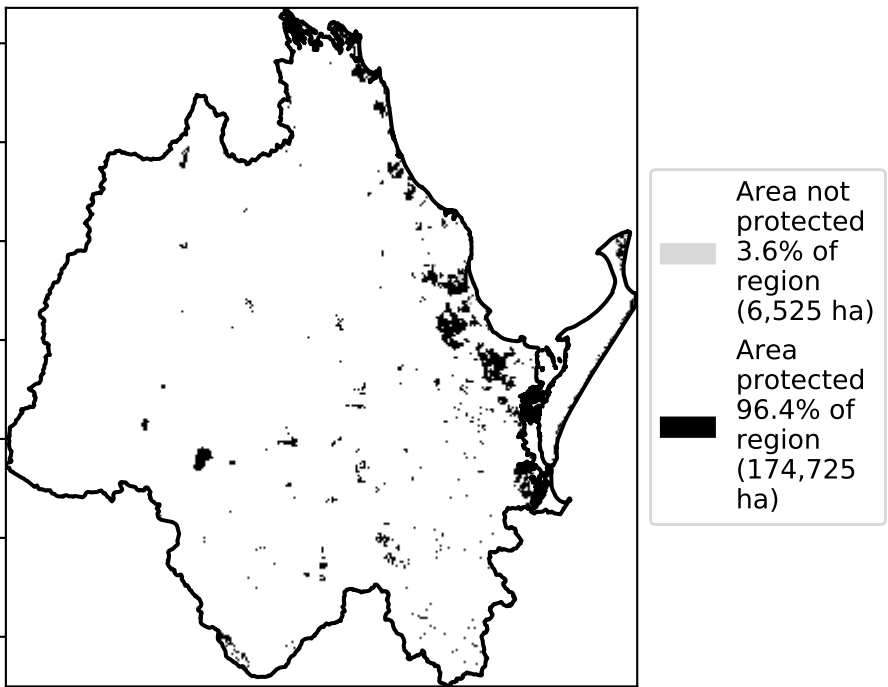 Area not
protected
3.6% of
region
(6,525 ha)
Area
protected
96.4% of
region
(174,725
ha)